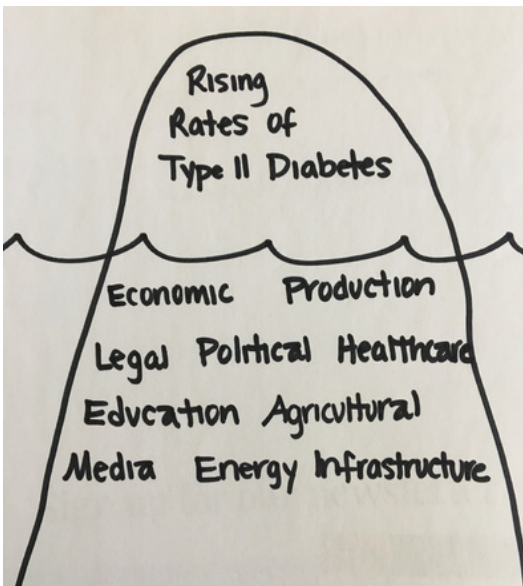 Rising
Rates of
Type II Diabetes
Economic Production
Legal Political Healthcare
Education Agricultural
Media Energy Infrastructure